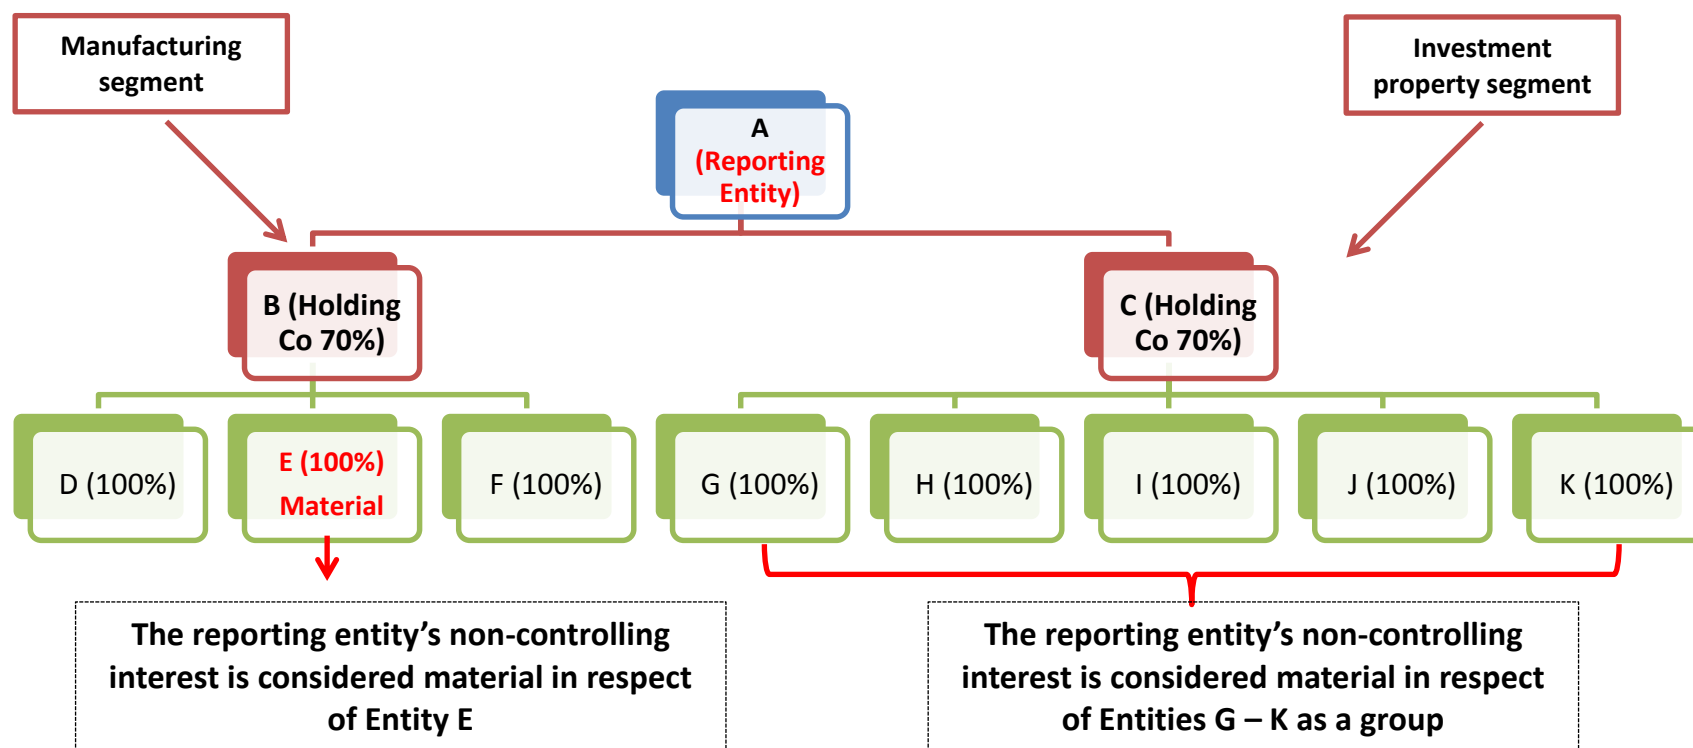 Manufacturing
segment
Investment
property segment
A
(Reporting
Entity)
B (Holding
Co 70%)
C (Holding
Co 70%)
D (100%)
E (100%)
Material
F (100%)
G (100%)
H (100%)
I (100%)
J (100%)
K (100%)
The reporting entity’s non-controlling
interest is considered material in respect
of Entity E
The reporting entity’s non-controlling
interest is considered material in respect
of Entities G – K as a group